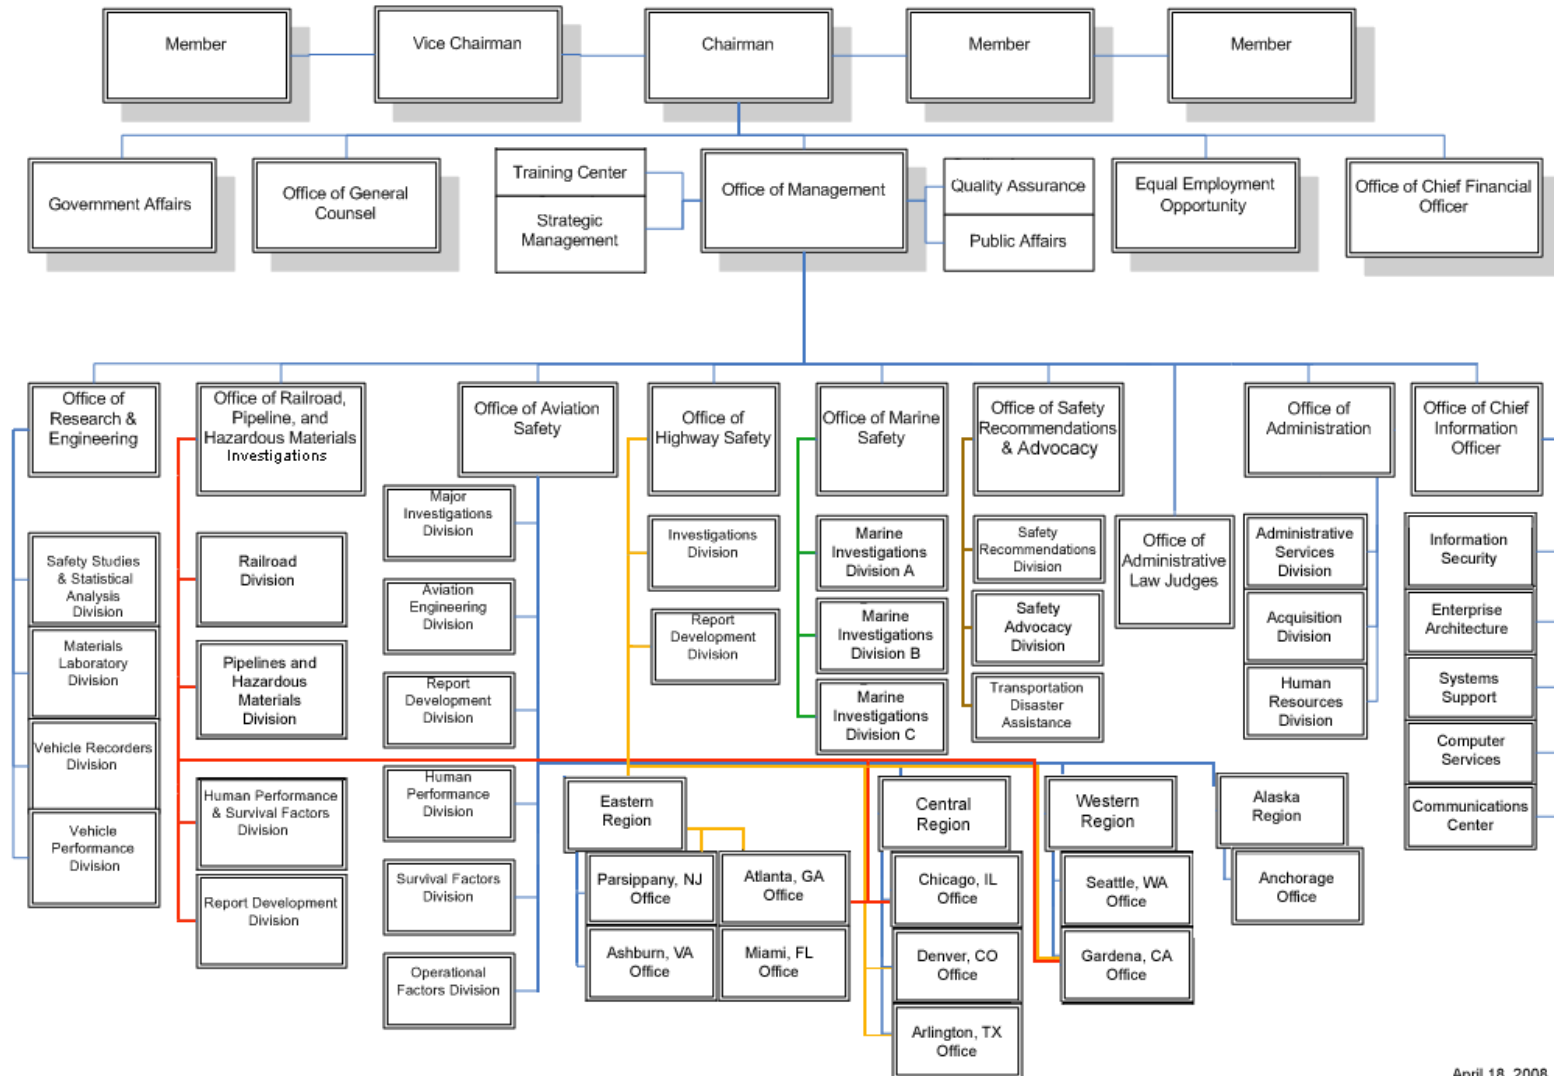 Member
Vice Chairman
Chairman
Member
Member
Government Affairs
Office of General
Counsel
Training Center
Strategic
Management
Office of Management
Quality Assurance
Public Affairs
Equal Employment
Opportunity
Office of Chief Financial
Officer
Office of
Research &
Engineering
Office of Railroad,
Pipeline, and
Hazardous Materials
Investigations
Office of Aviation
Safety
Office of
Highway Safety
Office of Marine
Safety
Office of Safety
Recommendations
& Advocacy
Office of
Administrative
Law Judges
Office of
Administration
Office of Chief
Information
Officer
Safety Studies
& Statistical
Analysis
Division
Materials
Laboratory
Division
Vehicle Recorders
Division
Vehicle
Performance
Division
Railroad
Division
Pipelines and
Hazardous
Materials
Division
Human Performance
& Survival Factors
Division
Report Development
Division
Major
Investigations
Division
Aviation
Engineering
Division
Report
Development
Division
Human
Performance
Division
Survival Factors
Division
Operational
Factors Division
Investigations
Division
Report
Development
Division
Marine
Investigations
Division A
Marine
Investigations
Division B
Marine
Investigations
Division C
Safety
Recommendations
Division
Safety
Advocacy
Division
Transportation
Disaster
Assistance
Administrative
Services
Division
Acquisition
Division
Human
Resources
Division
Information
Security
Enterprise
Architecture
Systems
Support
Computer
Services
Communications
Center
Eastern
Region
Parsippany, NJ
Office
Atlanta, GA
Office
Ashburn, VA
Office
Miami, FL
Office
Central
Region
Chicago, IL
Office
Denver, CO
Office
Arlington, TX
Office
Western
Region
Seattle, WA
Office
Gardena, CA
Office
Alaska
Region
Anchorage
Office
April 18, 2008